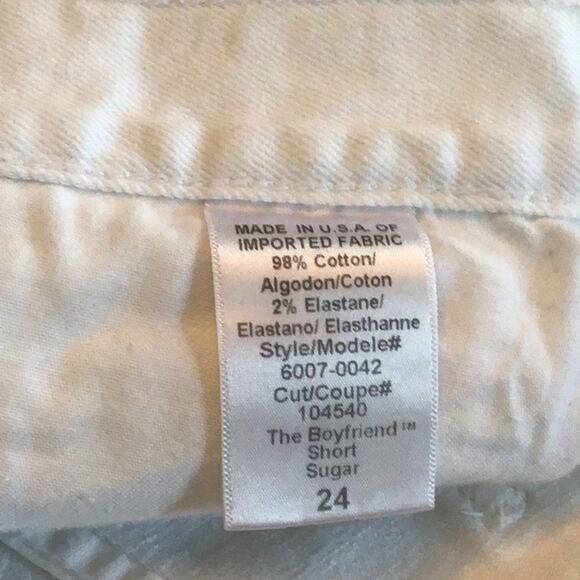 MADE IN U.S.A. OF
IMPORTED FABRIC
98% Cotton/
Algodon/Coton
2% Elastane/
Elastano/ Elasthanne
Style/Modele#
6007-0042
Cut/Coupe#
104540
The Boyfriend™
Short
Sugar
24